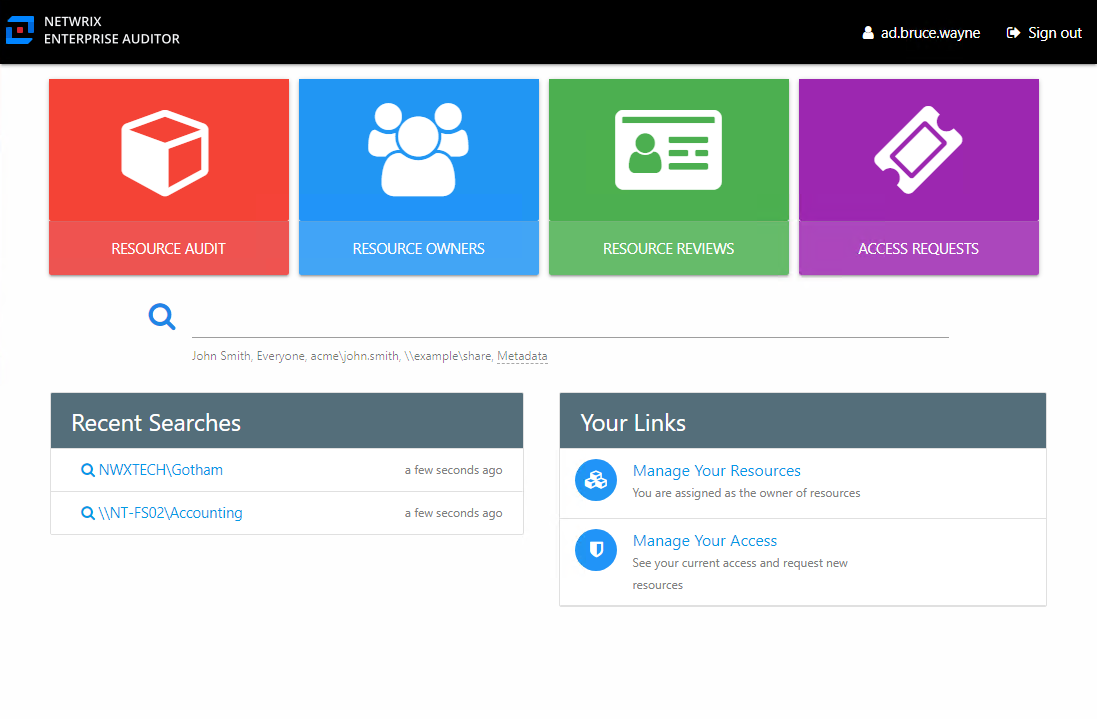 NETWRIX
ENTERPRISE AUDITOR
ad.bruce.wayne
Sign out
RESOURCE AUDIT
RESOURCE OWNERS
RESOURCE REVIEWS
ACCESS REQUESTS
John Smith, Everyone, acme\john.smith, \\example\share, Metadata
Recent Searches
NWXTECH\Gotham
a few seconds ago
\\NT-FS02\Accounting
a few seconds ago
Your Links
Manage Your Resources
You are assigned as the owner of resources
Manage Your Access
See your current access and request new
resources